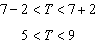 7 − 2 < T < 7 + 2
5 < T < 9